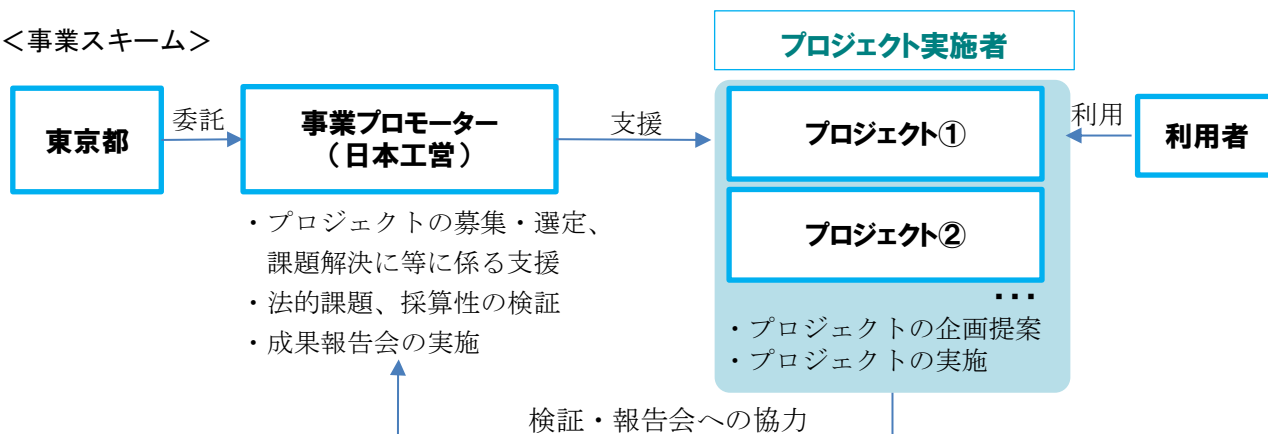 <事業スキーム>
プロジェクト実施者
東京都
委託
事業プロモーター
(日本工営)
支援
プロジェクト①
利用
利用者
プロジェクト②
・プロジェクトの募集・選定、
課題解決に等に係る支援
・法的課題、採算性の検証
・成果報告会の実施
...
・プロジェクトの企画提案
・プロジェクトの実施
検証・報告会への協力